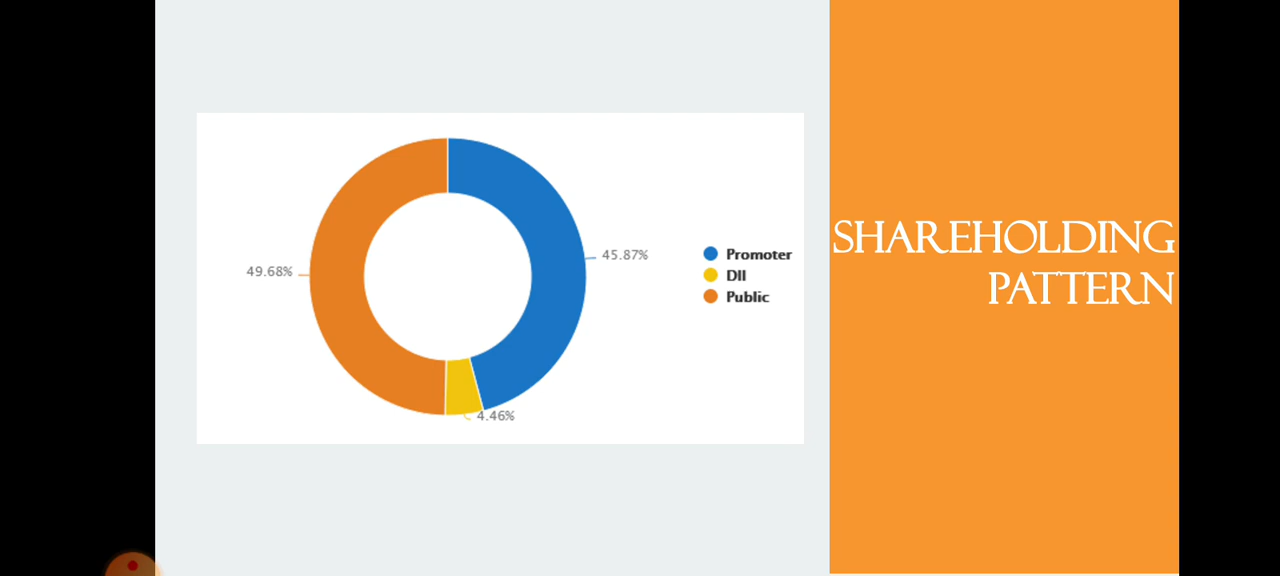 49.68%
45.87%
4.46%
Promoter
DII
Public
SHAREHOLDING
PATTERN